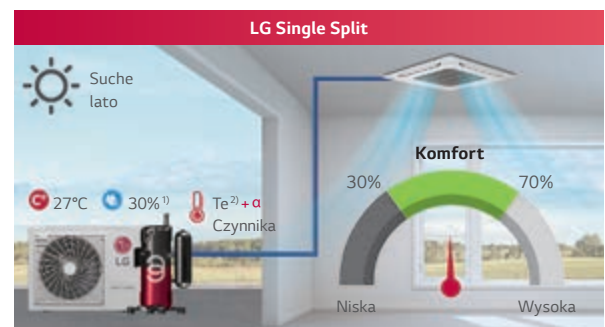 LG Single Split
Suche
lato
Komfort
30%
70%
27°C
30%¹⁾
Te²⁾ + α
Czynnika
LG
Niska
Wysoka